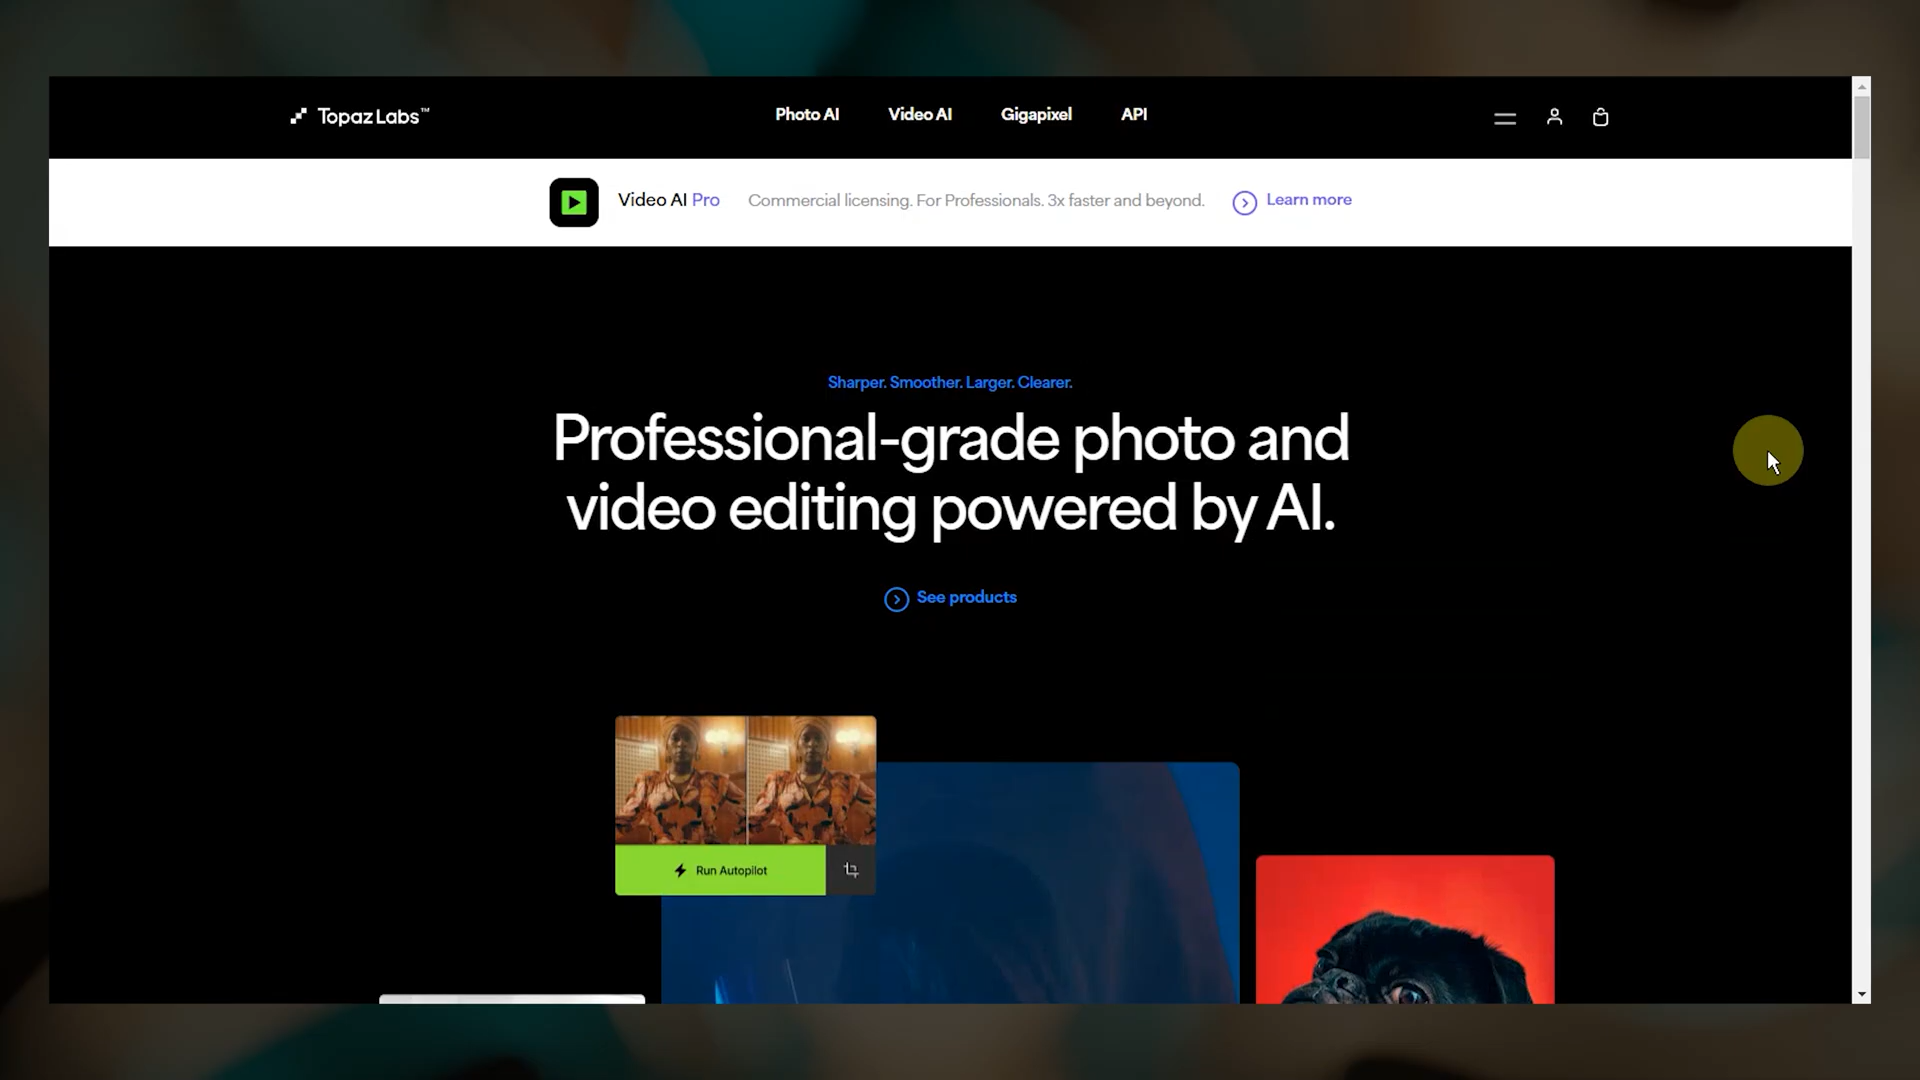 Topaz Labs™
Photo AI
Video AI
Gigapixel
API
Video AI Pro
Commercial licensing. For Professionals. 3x faster and beyond.
Learn more
Sharper. Smoother. Larger. Clearer.
Professional-grade photo and
video editing powered by AI.
See products
Run Autopilot